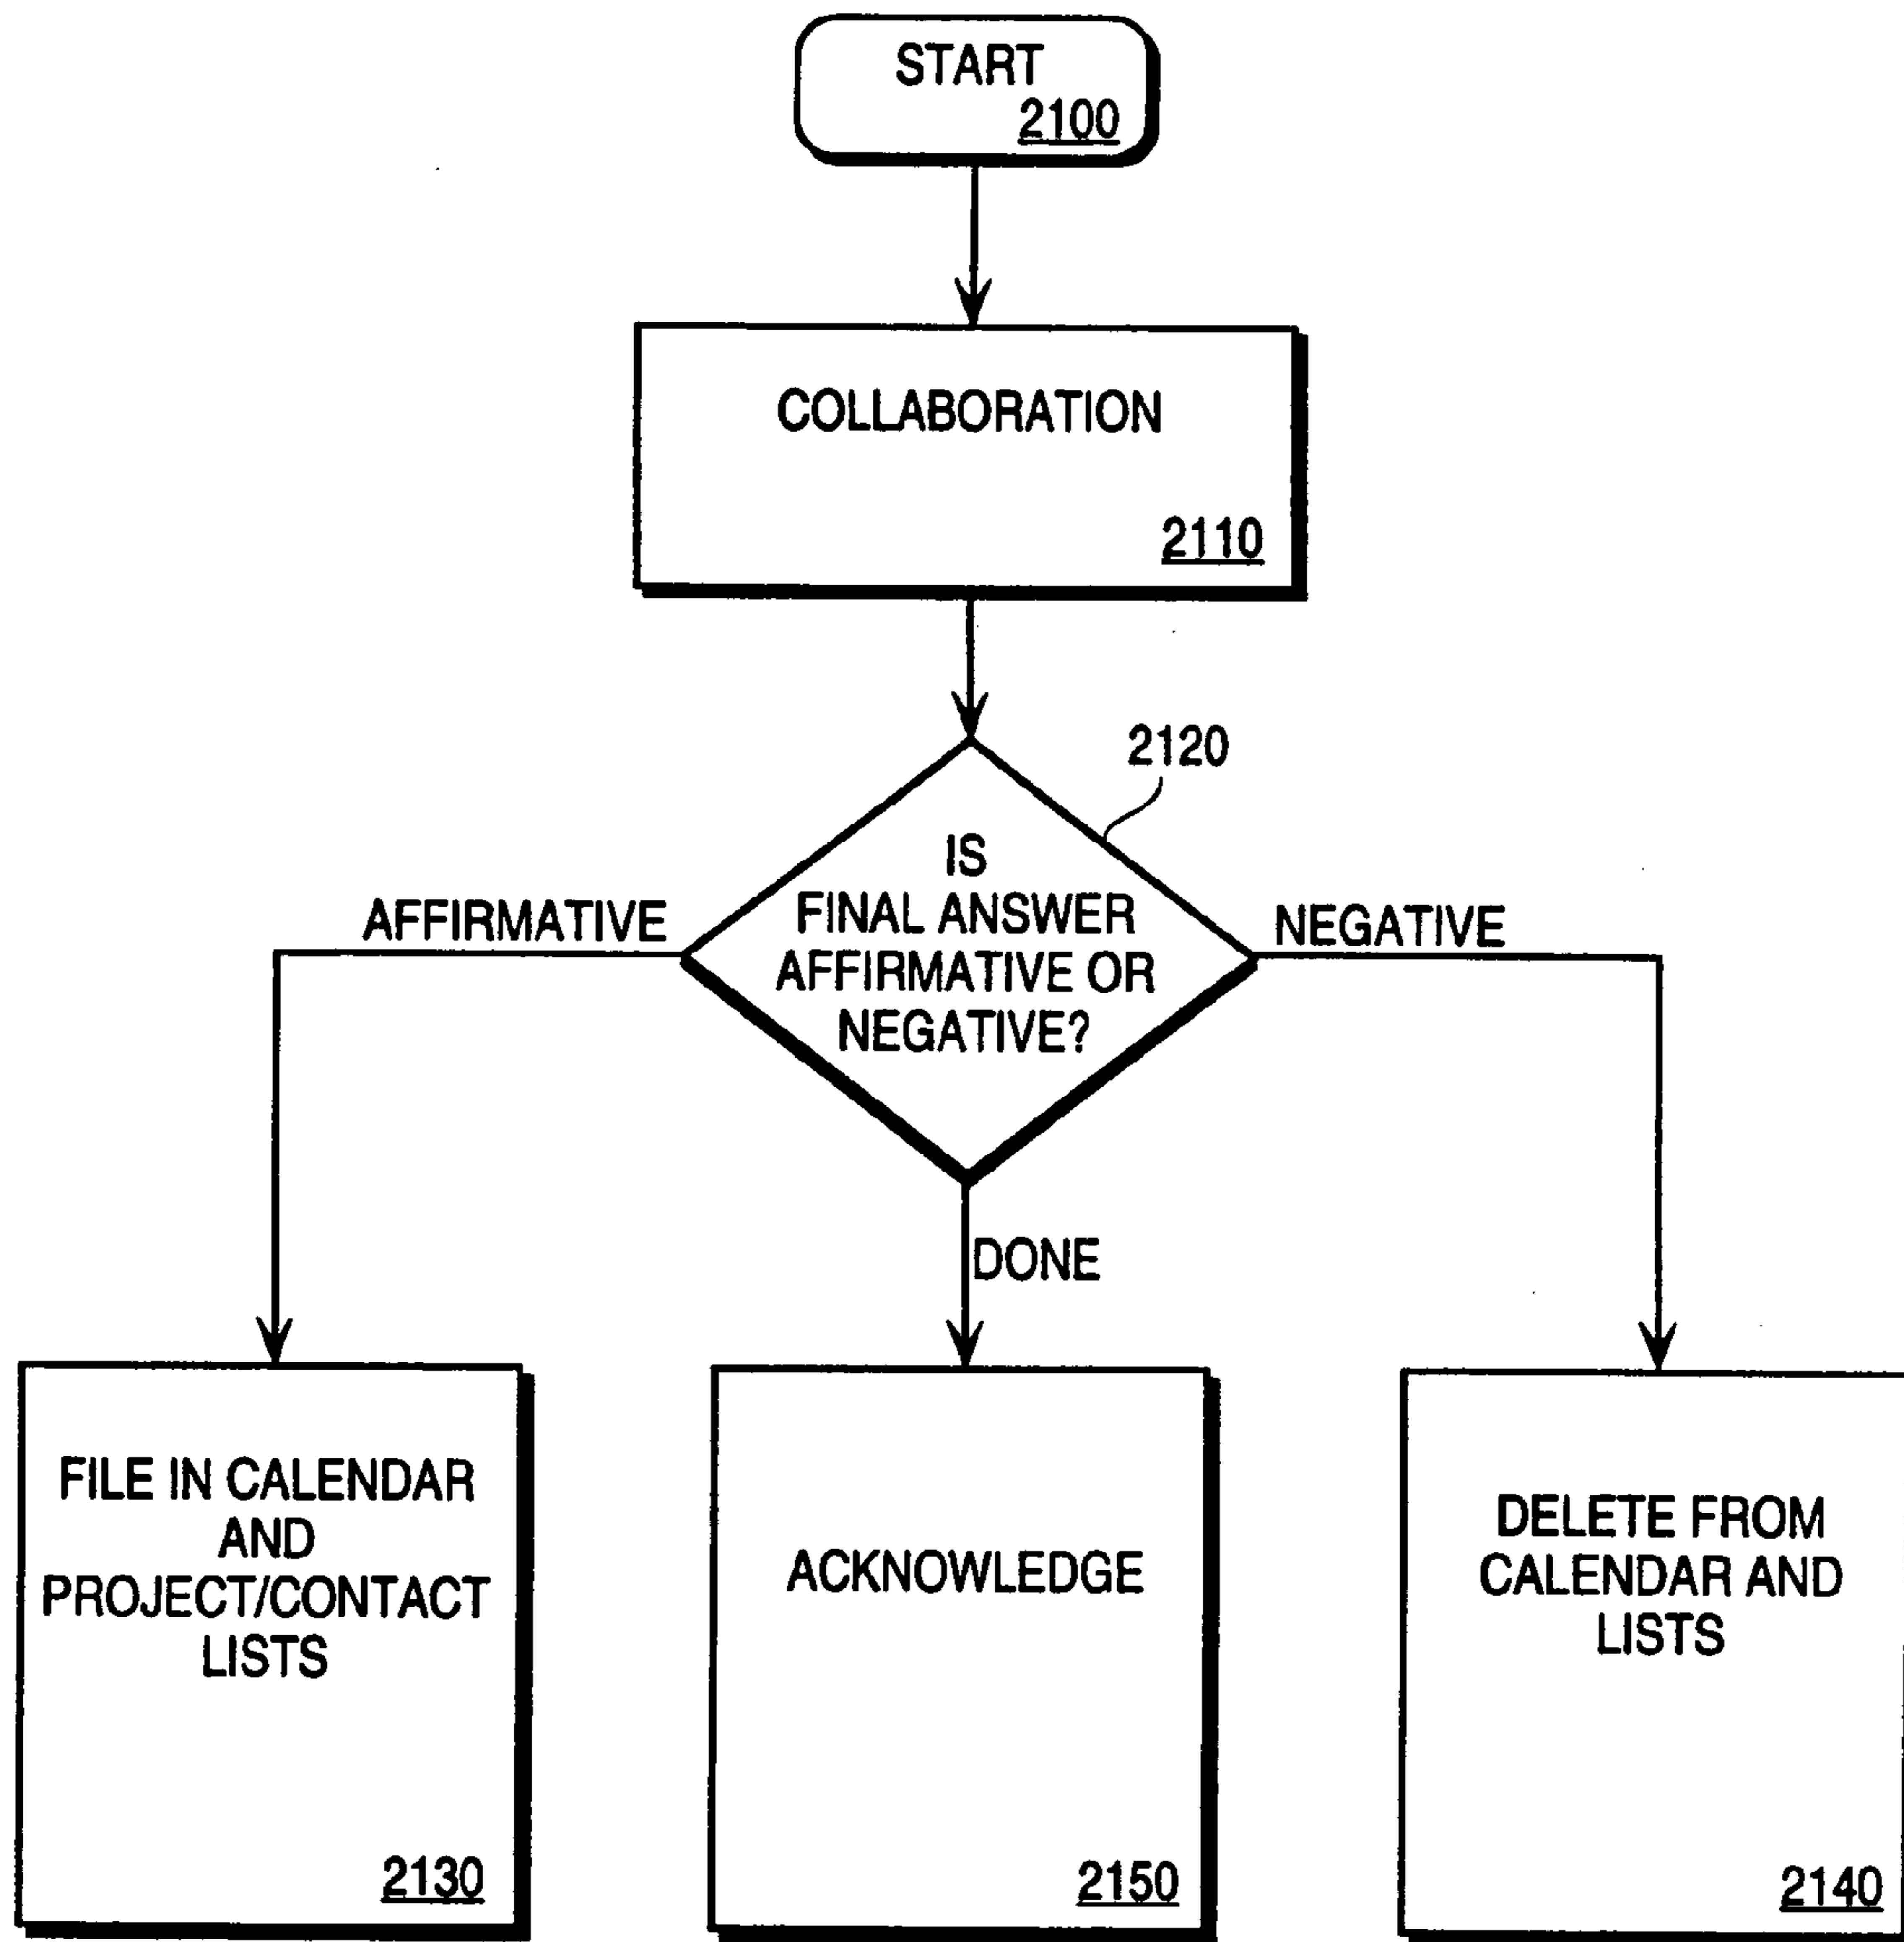 START
2100
COLLABORATION
2110
2120
IS
FINAL ANSWER
AFFIRMATIVE OR
NEGATIVE?
AFFIRMATIVE
NEGATIVE
DONE
FILE IN CALENDAR
AND
PROJECT/CONTACT
LISTS
2130
ACKNOWLEDGE
2150
DELETE FROM
CALENDAR AND
LISTS
2140